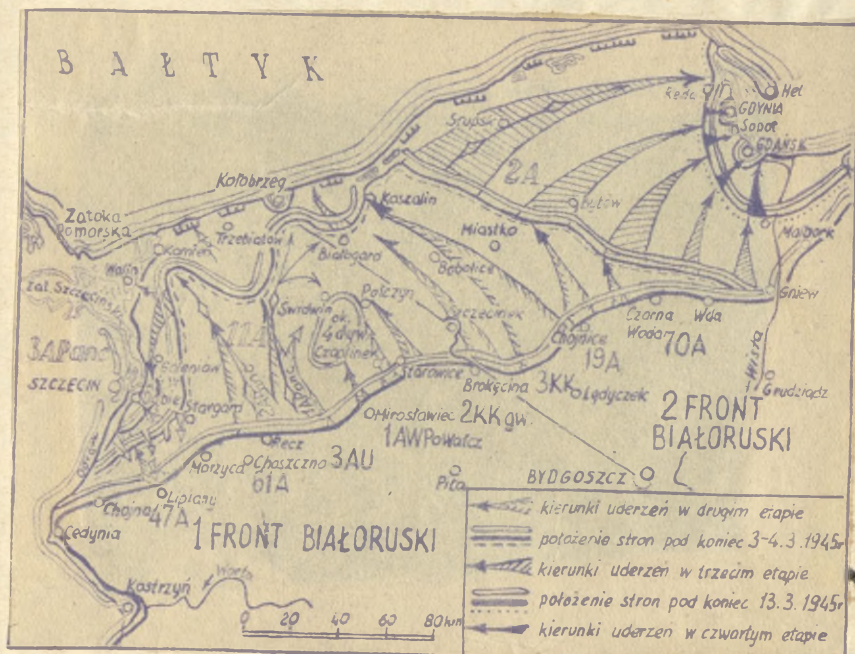 BAŁTYK
Reda
Hel
GDYNIA
Sopot
GDAŃSK
Słupsk
2A
Kołobrzeg
Koszalin
Bytów
Malbork
Zatoka
Pomorska
Kamień
Trzebiatów
Białogard
Miastko
Bobolice
Wolin
Zal. Szczeciński
Świdwin
Połczyn
Szczecinek
Gniew
11A
ok.
4 dyw.
Czaplinek
Chojnice
Czarna
Woda
Wda
3APanc
19A
70A
Wisła
Goleniów
SZCZECIN
Starowice
Brokęcina
3KK
Lędyczek
Grudziądz
Stargard
Mirosławiec
2KK gw.
2 FRONT
BIAŁORUSKI
1AWP
Wałcz
Recz
Morzyca
Choszczno
3AU
61A
Piła
BYDGOSZCZ
Odra
Chojna
47A
Lipiany
1 FRONT BIAŁORUSKI
Cedynia
Kostrzyń
Warta
0 20 40 60 80 km
kierunki uderzeń w drugim etapie
położenie stron pod koniec 3-4.3.1945r
kierunki uderzeń w trzecim etapie
położenie stron pod koniec 13.3.1945r
kierunki uderzeń w czwartym etapie